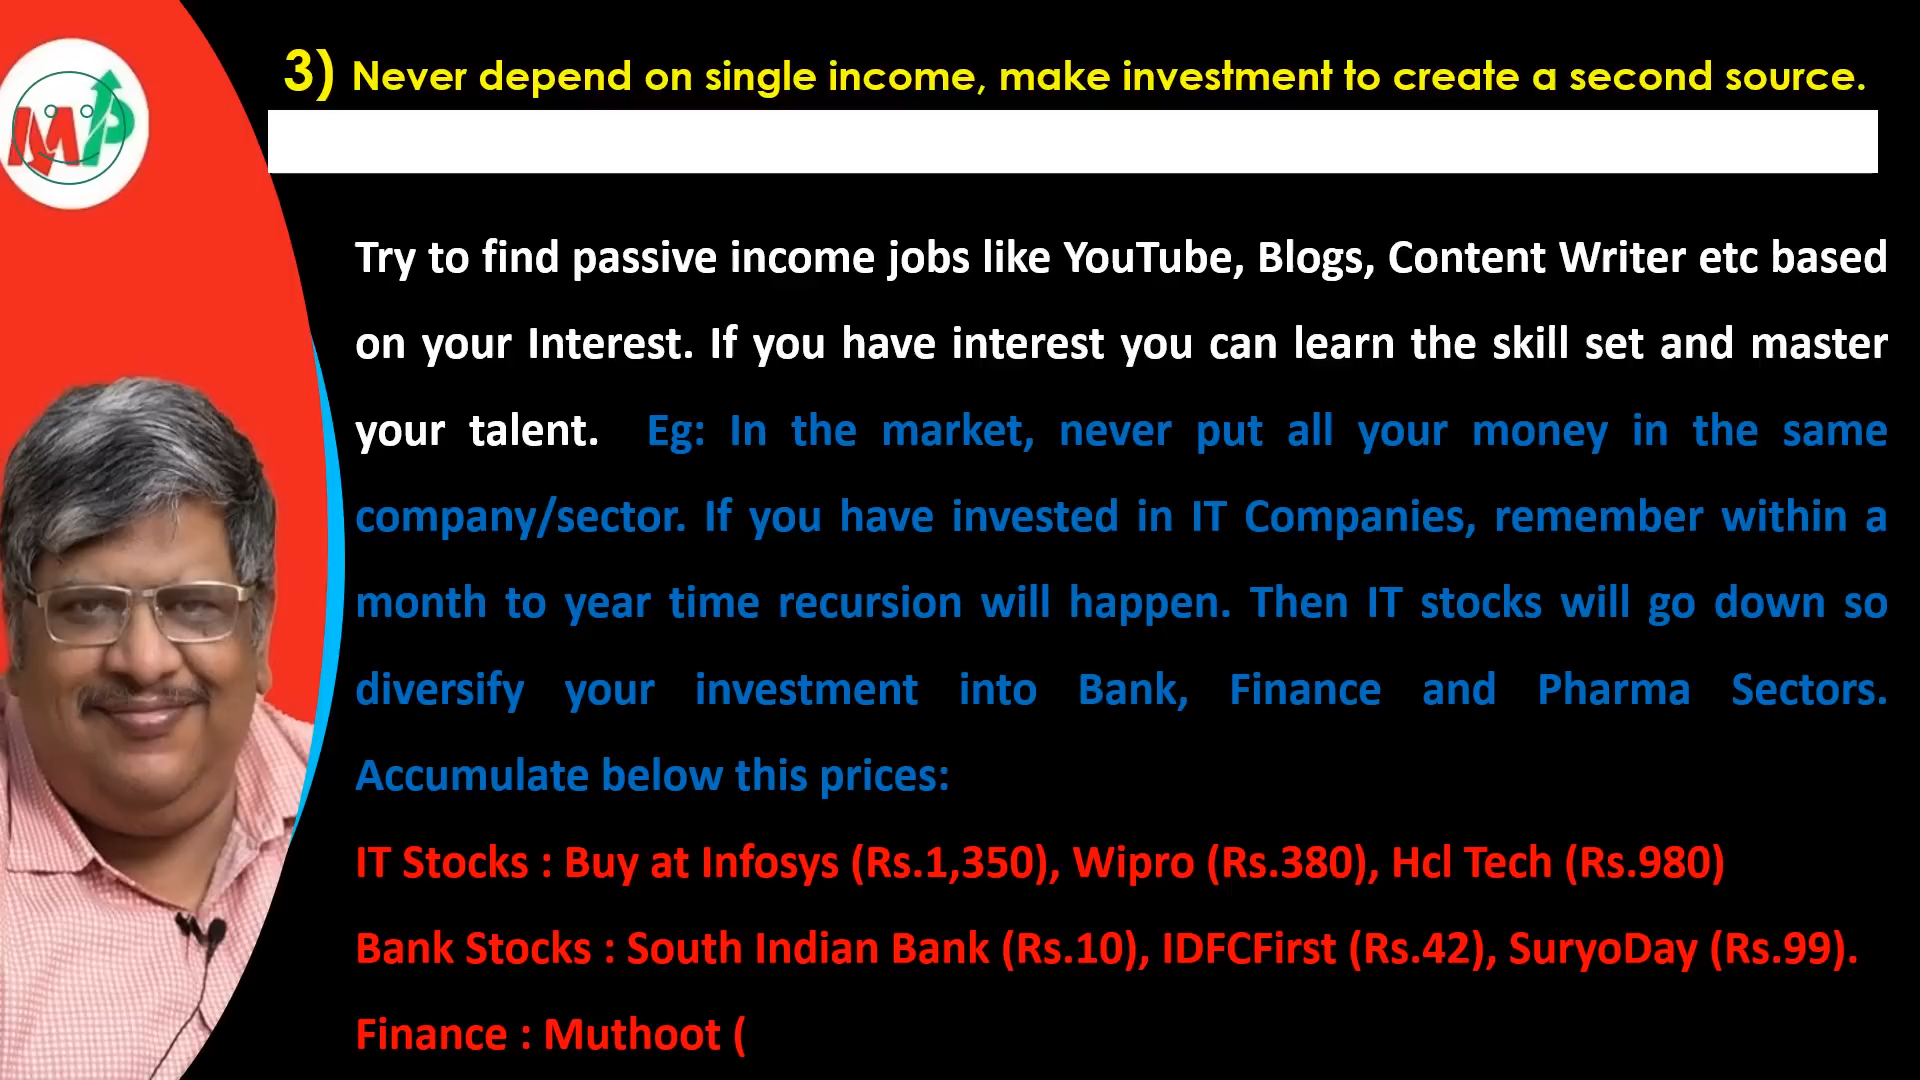 MP
3) Never depend on single income, make investment to create a second source.
Try to find passive income jobs like YouTube, Blogs, Content Writer etc based
on your Interest. If you have interest you can learn the skill set and master
your talent. Eg: In the market, never put all your money in the same
company/sector. If you have invested in IT Companies, remember within a
month to year time recursion will happen. Then IT stocks will go down so
diversify your investment into Bank, Finance and Pharma Sectors.
Accumulate below this prices:
IT Stocks : Buy at Infosys (Rs.1,350), Wipro (Rs.380), Hcl Tech (Rs.980)
Bank Stocks : South Indian Bank (Rs.10), IDFCFirst (Rs.42), SuryoDay (Rs.99).
Finance : Muthoot (